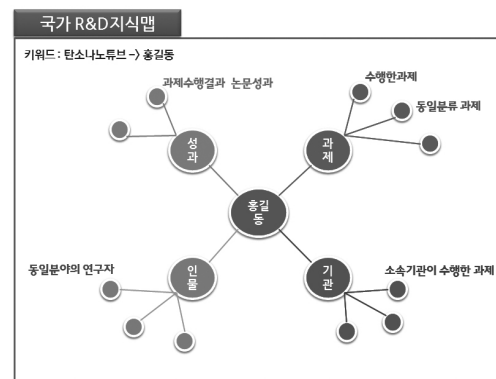 국가 R&D지식맵
키워드 : 탄소나노튜브 -> 홍길동
과제수행결과 논문성과
수행한과제
동일분류 과제
성과
과제
홍길동
인물
기관
동일분야의 연구자
소속기관이 수행한 과제